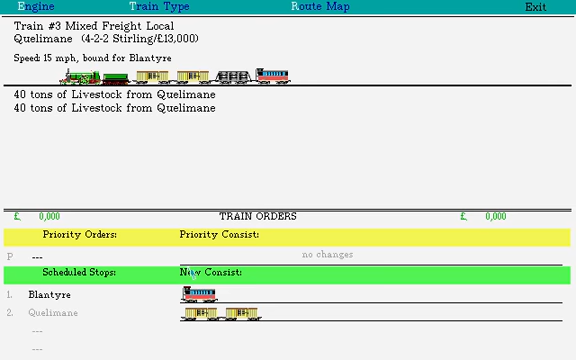 Engine Train Type Route Map Exit
Train #3 Mixed Freight Local
Quelimane (4-2-2 Stirling/£13,000)
Speed: 15 mph, bound for Blantyre
40 tons of Livestock from Quelimane
40 tons of Livestock from Quelimane
£ 0,000 TRAIN ORDERS £ 0,000
Priority Orders: Priority Consist:
P --- no changes
Scheduled Stops: New Consist:
1. Blantyre
2. Quelimane
---
---